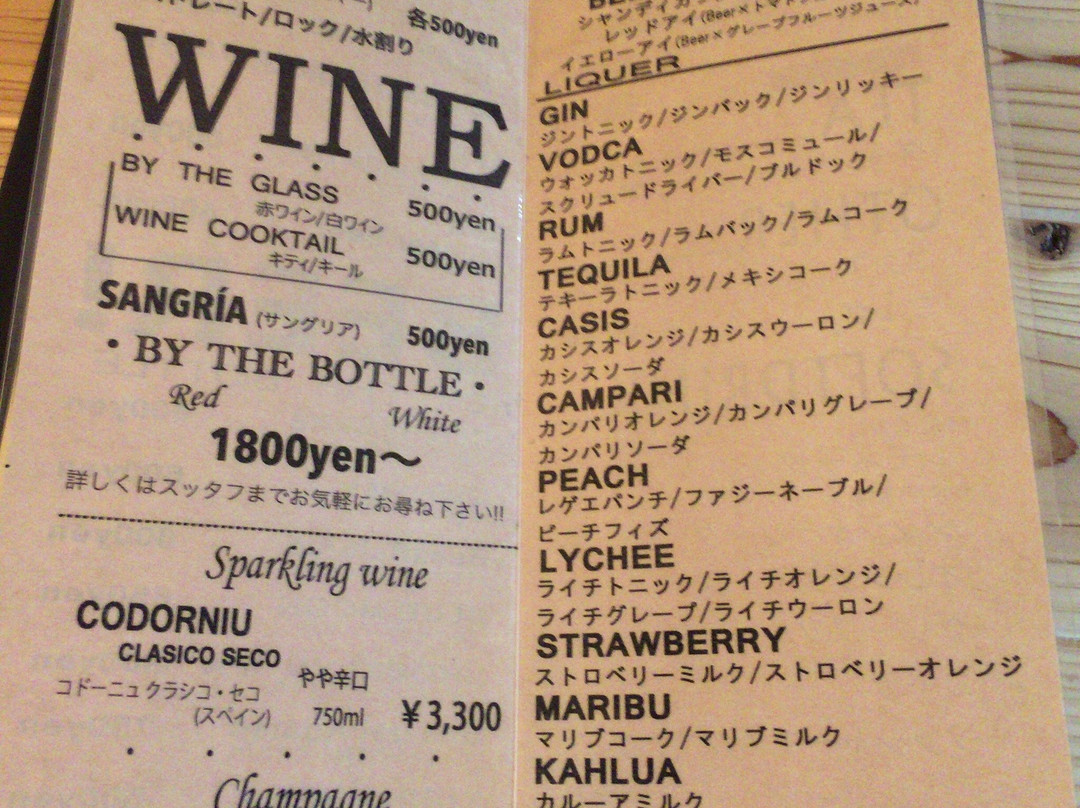 ストレート/ロック/水割り
各500yen
WINE
BY THE GLASS
赤ワイン/白ワイン 500yen
WINE COOKTAIL
キティ/キール 500yen
SANGRÍA (サングリア) 500yen
・BY THE BOTTLE・
Red
White
1800yen〜
詳しくはスッタフまでお気軽にお尋ね下さい!!
Sparkling wine
CODORNIU
CLASICO SECO
コドーニュ クラシコ・セコ やや辛口
(スペイン) 750ml ¥3,300
Champagne
レッドアイ(Beer×トマト
イエローアイ(Beer×グレープフルーツジュース)
LIQUER
GIN
ジントニック/ジンバック/ジンリッキー
VODCA
ウオッカトニック/モスコミュール/
スクリュードライバー/ブルドック
RUM
ラムトニック/ラムバック/ラムコーク
TEQUILA
テキーラトニック/メキシコーク
CASIS
カシスオレンジ/カシスウーロン/
カシスソーダ
CAMPARI
カンパリオレンジ/カンパリグレープ/
カンパリソーダ
PEACH
レゲエパンチ/ファジーネーブル/
ピーチフィズ
LYCHEE
ライチトニック/ライチオレンジ/
ライチグレープ/ライチウーロン
STRAWBERRY
ストロベリーミルク/ストロベリーオレンジ
MARIBU
マリブコーク/マリブミルク
KAHLUA
カルーアミルク